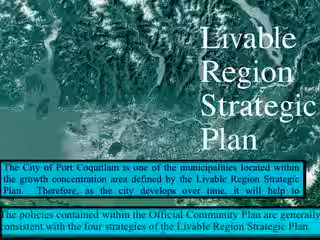 Livable
Region
Strategic
Plan
The City of Port Coquitlam is one of the municipalities located within
the growth concentration area defined by the Livable Region Strategic
Plan. Therefore, as the city develops over time, it will help to
The policies contained within the Official Community Plan are generally
consistent with the four strategies of the Livable Region Strategic Plan.